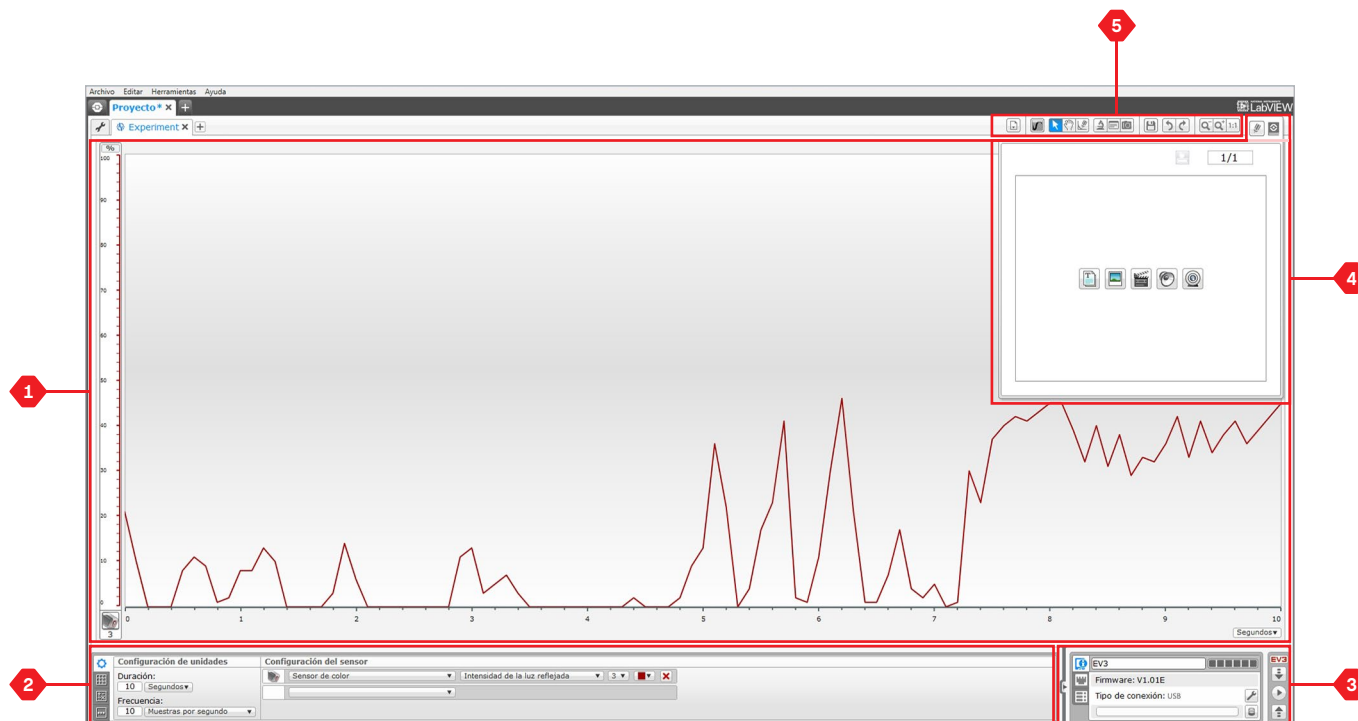 5
Archivo Editar Herramientas Ayuda
Proyecto* × +
LabVIEW
Experiment × +
1:1
%
1/1
100
90
80
70
60
50
40
30
20
10
0
4
1
3
0 1 2 3 4 5 6 7 8 9 10
Segundos
2
Configuración de unidades
Duración:
10 Segundos
Frecuencia:
10 Muestras por segundo
Configuración del sensor
Sensor de color Intensidad de la luz reflejada 3
EV3
Firmware: V1.01E
Tipo de conexión: USB
EV3
3